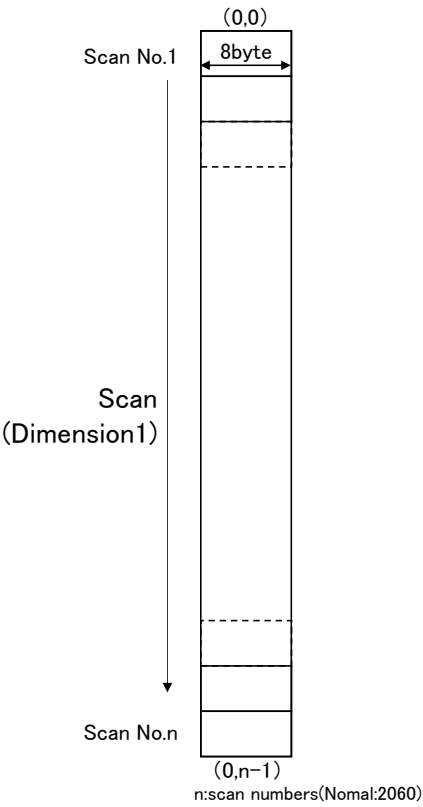 (0,0)
Scan No.1
8byte
Scan
(Dimension1)
Scan No.n
(0,n-1)
n:scan numbers(Nomal:2060)